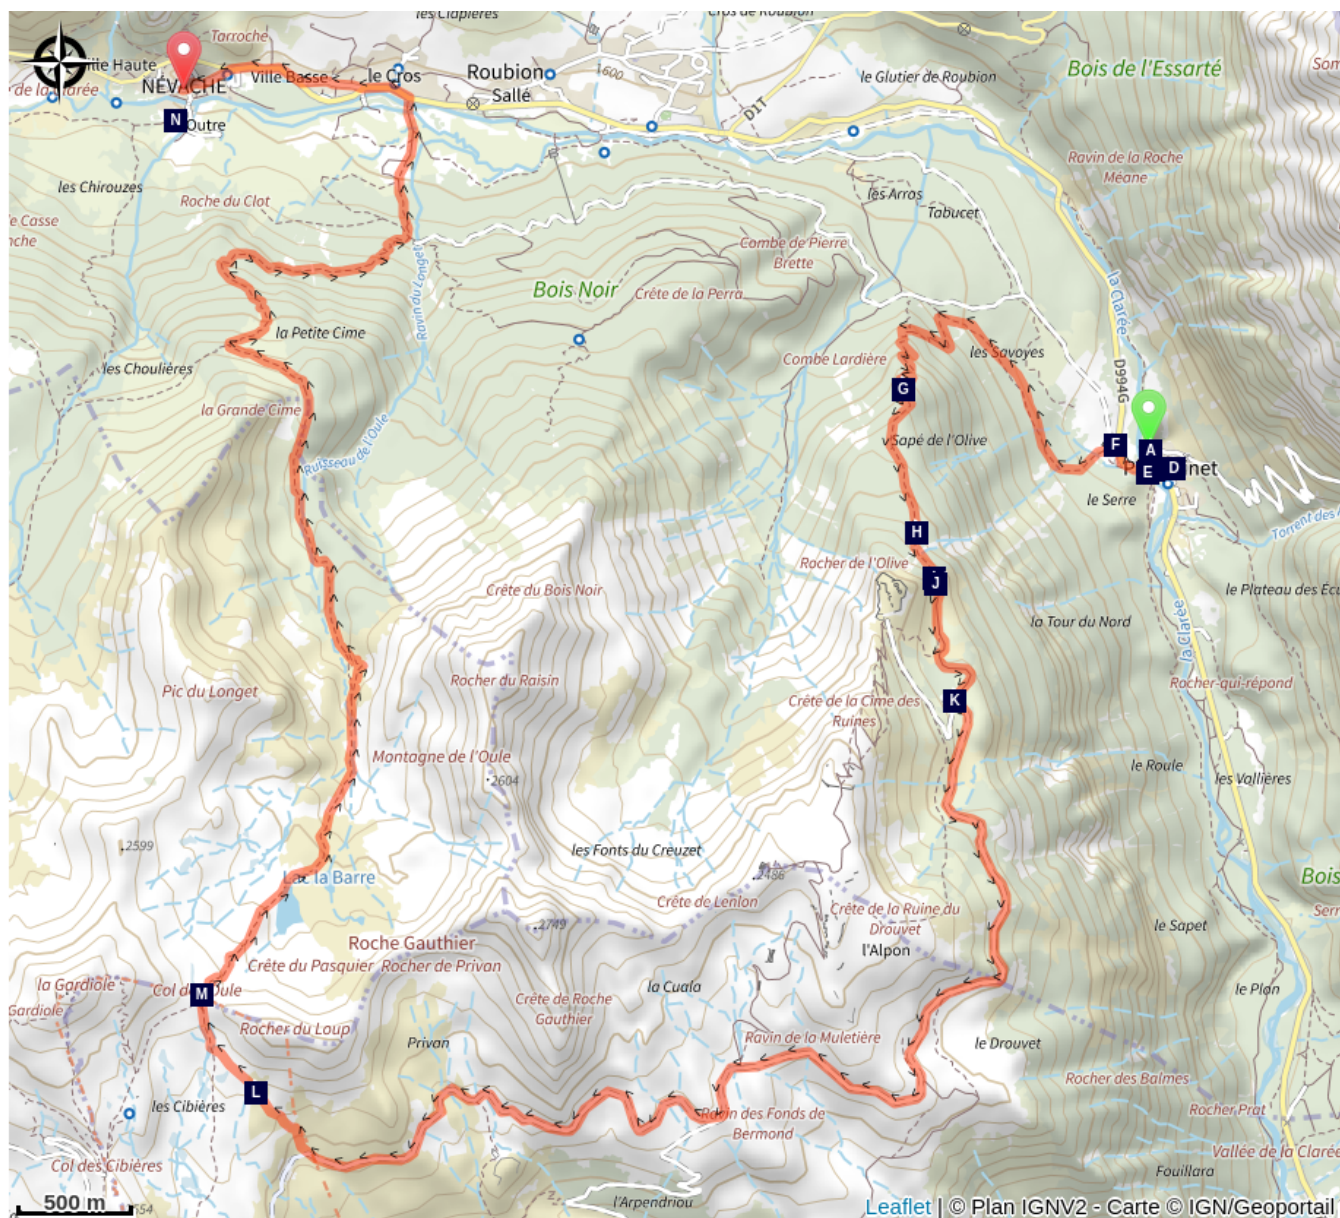 les Clapières
Cros de Roubion
Tarroche
Ville Basse
le Cros
Roubion
Sallé
1600
le Glutier de Roubion
Bois de l'Essarté
D1T
N
Outre
Ravin de la Roche
Méane
les Chirouzes
Roche du Clot
les Arras
Tabucet
Combe de Pierre
Brette
Bois Noir
Crête de la Perra
Ravin du Longet
la Clarée
la Petite Cime
les Choulières
Combe Lardière
les Savoyes
D994G
G
la Grande Cime
Sapé de l'Olive
F
A
E
D
Ruisseau de l'Oule
le Serre
H
Rocher de l'Olive
J
Crête du Bois Noir
la Tour du Nord
la Clarée
Rocher du Raisin
Pic du Longet
Rocher-qui-répond
K
Crête de la Cime des
Ruines
Montagne de l'Oule
2604
le Roule
les Vallières
2599
les Fonts du Creuzet
Lac la Barre
2486
Crête de Lenlon
Crête de la Ruine du
Drouvet
l'Alpon
2749
le Sapet
Bois
Roche Gauthier
Crête du Pasquier
Rocher de Privan
la Gardiole
Gardiole
M
la Cuala
Crête de Roche
Gauthier
le Plan
Rocher du Loup
Privan
Ravin de la Muletière
le Drouvet
Rocher des Balmes
L
les Cibières
Ravin des Fonds de
Bermond
Rocher Prat
Vallée de la Clarée
Col des Cibières
Fouillara
l'Arpendriou
500 m
Leaflet | © Plan IGNV2 - Carte © IGN/Geoportail